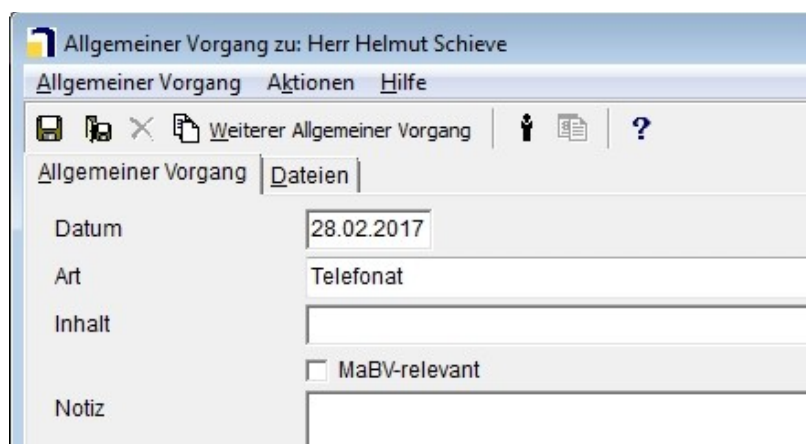 Allgemeiner Vorgang zu: Herr Helmut Schieve
Allgemeiner Vorgang Aktionen Hilfe
Weiterer Allgemeiner Vorgang ?
Allgemeiner Vorgang Dateien
Datum 28.02.2017
Art Telefonat
Inhalt
MaBV-relevant
Notiz